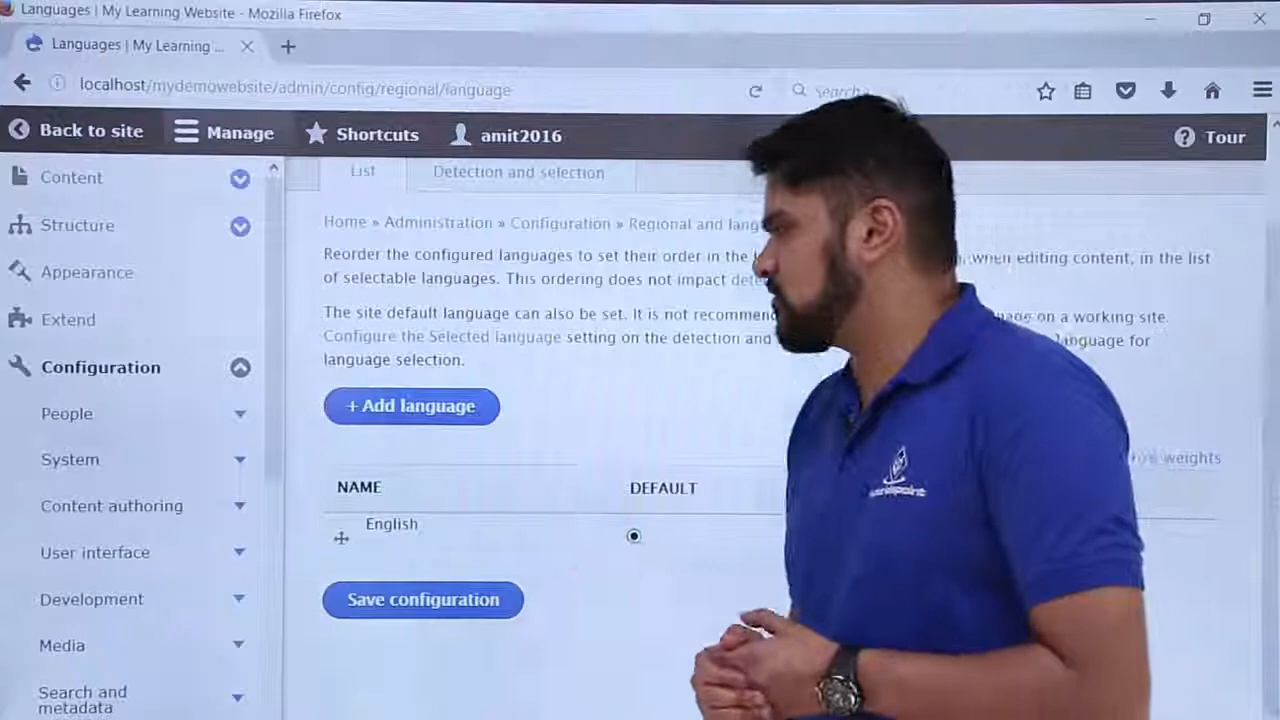 Languages | My Learning Website - Mozilla Firefox
Languages | My Learning ...
localhost/mydemowebsite/admin/config/regional/language
Search
Back to site Manage Shortcuts amit2016 Tour
Content
Structure
Appearance
Extend
Configuration
People
System
Content authoring
User interface
Development
Media
Search and
metadata
List Detection and selection
Home » Administration » Configuration » Regional and
Reorder the configured languages to set their order in the when editing content, in the list
of selectable languages. This ordering does not impact
The site default language can also be set. It is not on a working site.
Configure the Selected language setting on the detection and language for
language selection.
+ Add language
weights
NAME DEFAULT
English
Save configuration